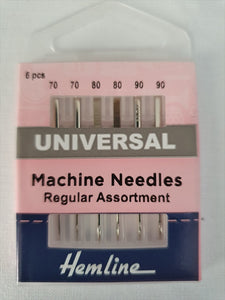 6 pcs
70 70 80 80 90 90
UNIVERSAL
Machine Needles
Regular Assortment
Hemline